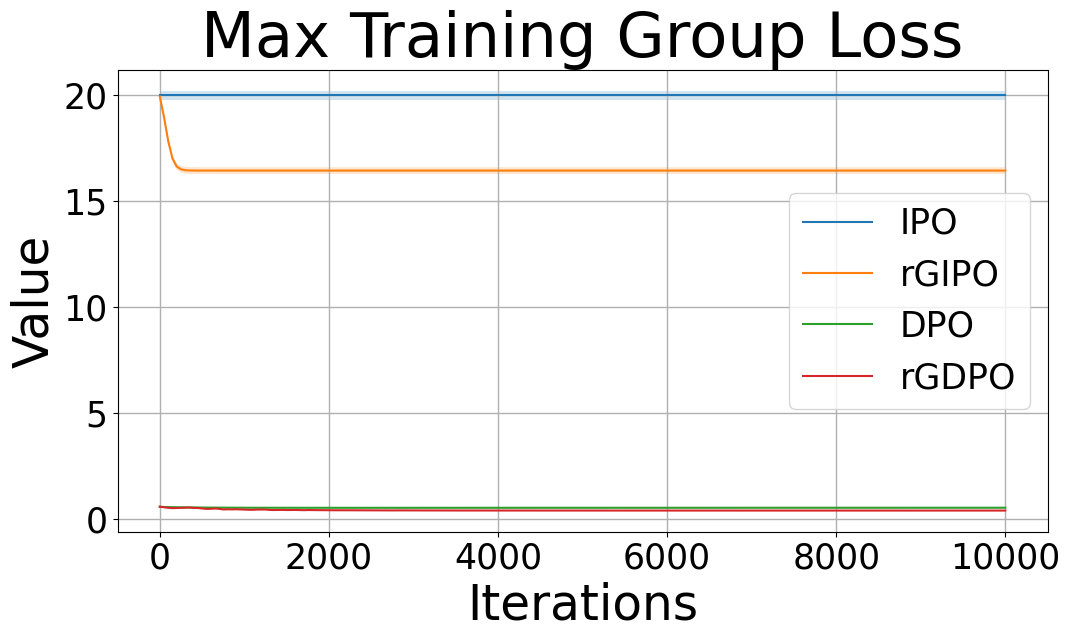 Max Training Group Loss
Value
20
15
10
5
0
IPO
rGIPO
DPO
rGDPO
0 2000 4000 6000 8000 10000
Iterations